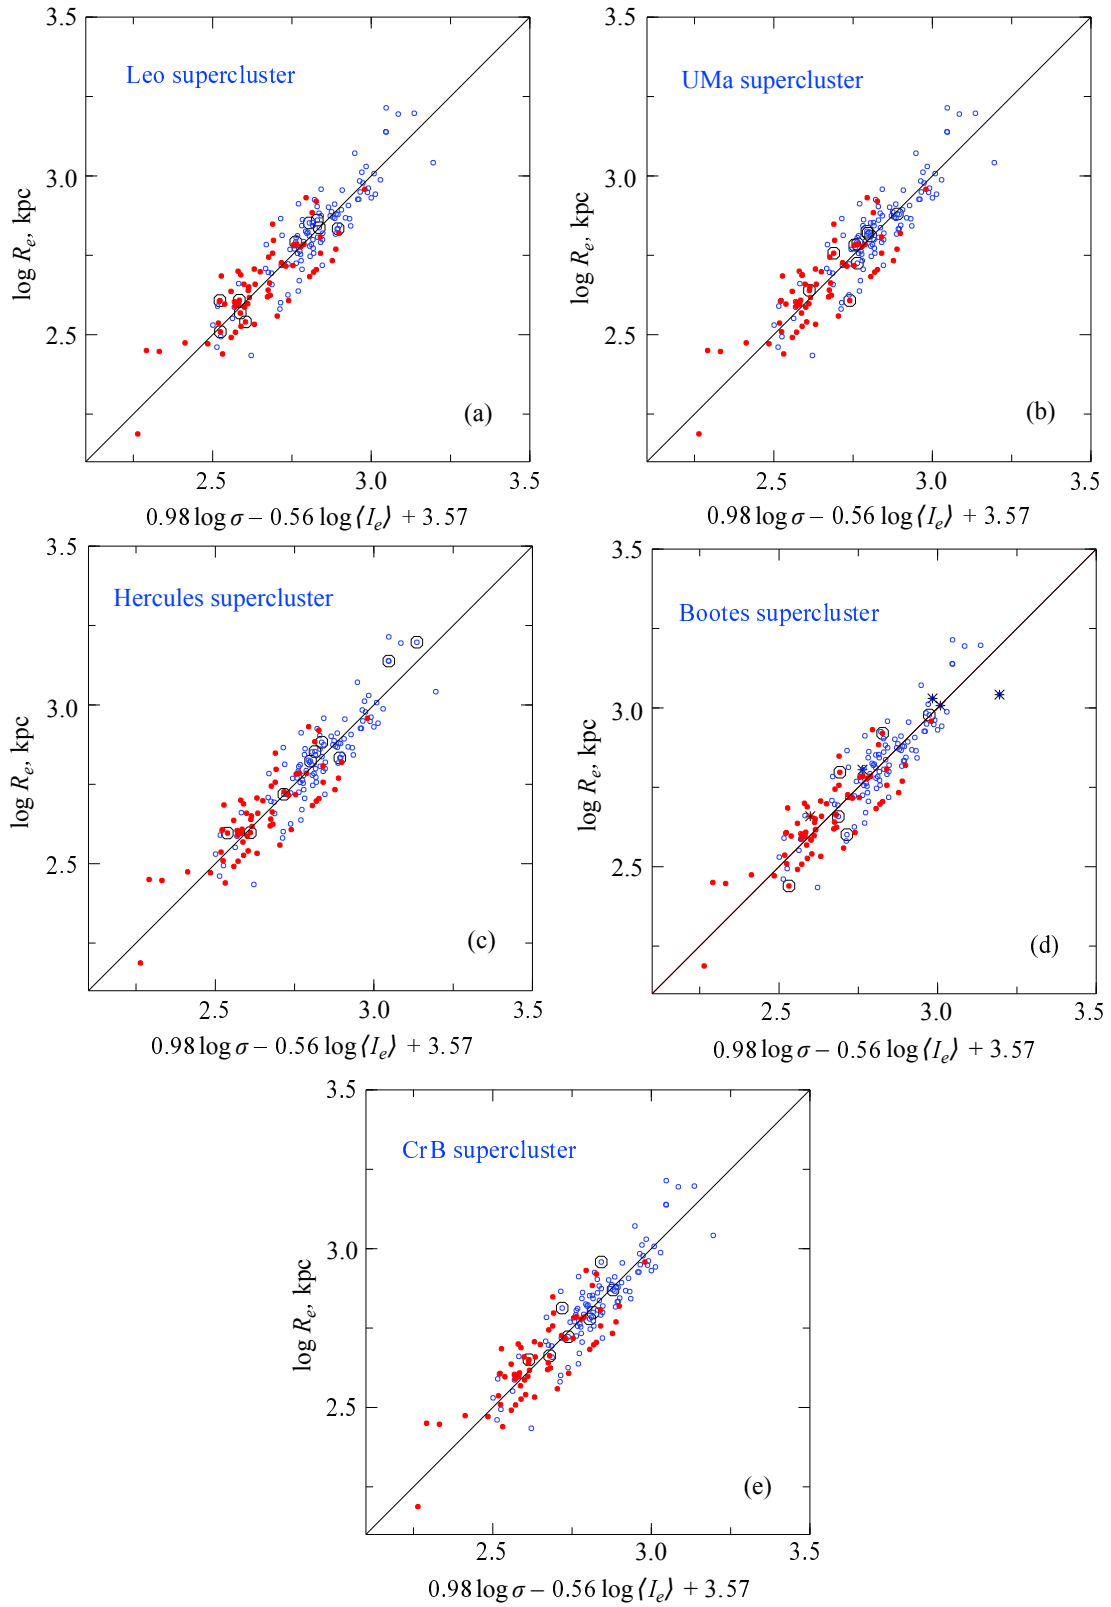 3.5
Leo supercluster
3.0
log R_e, kpc
2.5
(a)
2.5 3.0 3.5
0.98 log σ – 0.56 log ⟨I_e⟩ + 3.57
3.5
UMa supercluster
3.0
log R_e, kpc
2.5
(b)
2.5 3.0 3.5
0.98 log σ – 0.56 log ⟨I_e⟩ + 3.57
3.5
Hercules supercluster
3.0
log R_e, kpc
2.5
(c)
2.5 3.0 3.5
0.98 log σ – 0.56 log ⟨I_e⟩ + 3.57
3.5
Bootes supercluster
3.0
log R_e, kpc
2.5
(d)
2.5 3.0 3.5
0.98 log σ – 0.56 log ⟨I_e⟩ + 3.57
3.5
CrB supercluster
3.0
log R_e, kpc
2.5
(e)
2.5 3.0 3.5
0.98 log σ – 0.56 log ⟨I_e⟩ + 3.57